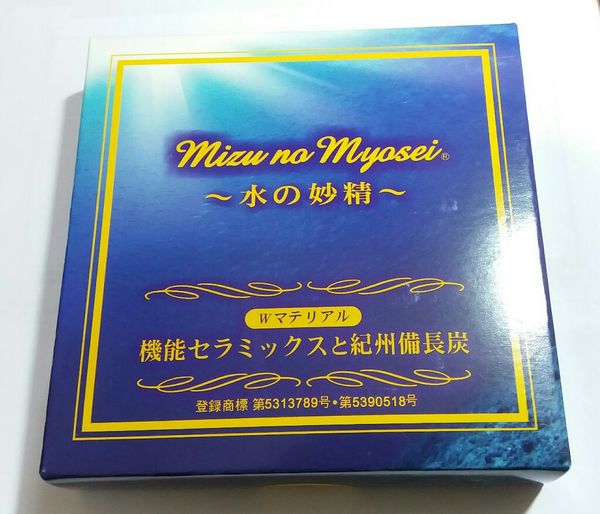 Mizu no Myosei®
～水の妙精～
Wマテリアル
機能セラミックスと紀州備長炭
登録商標 第5313789号・第5390518号